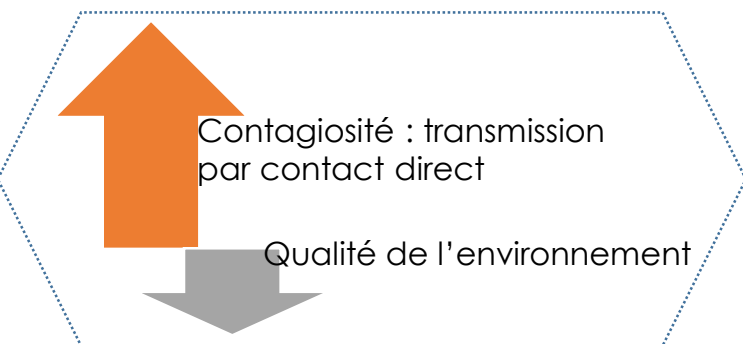 Contagiosité : transmission
par contact direct
Qualité de l’environnement